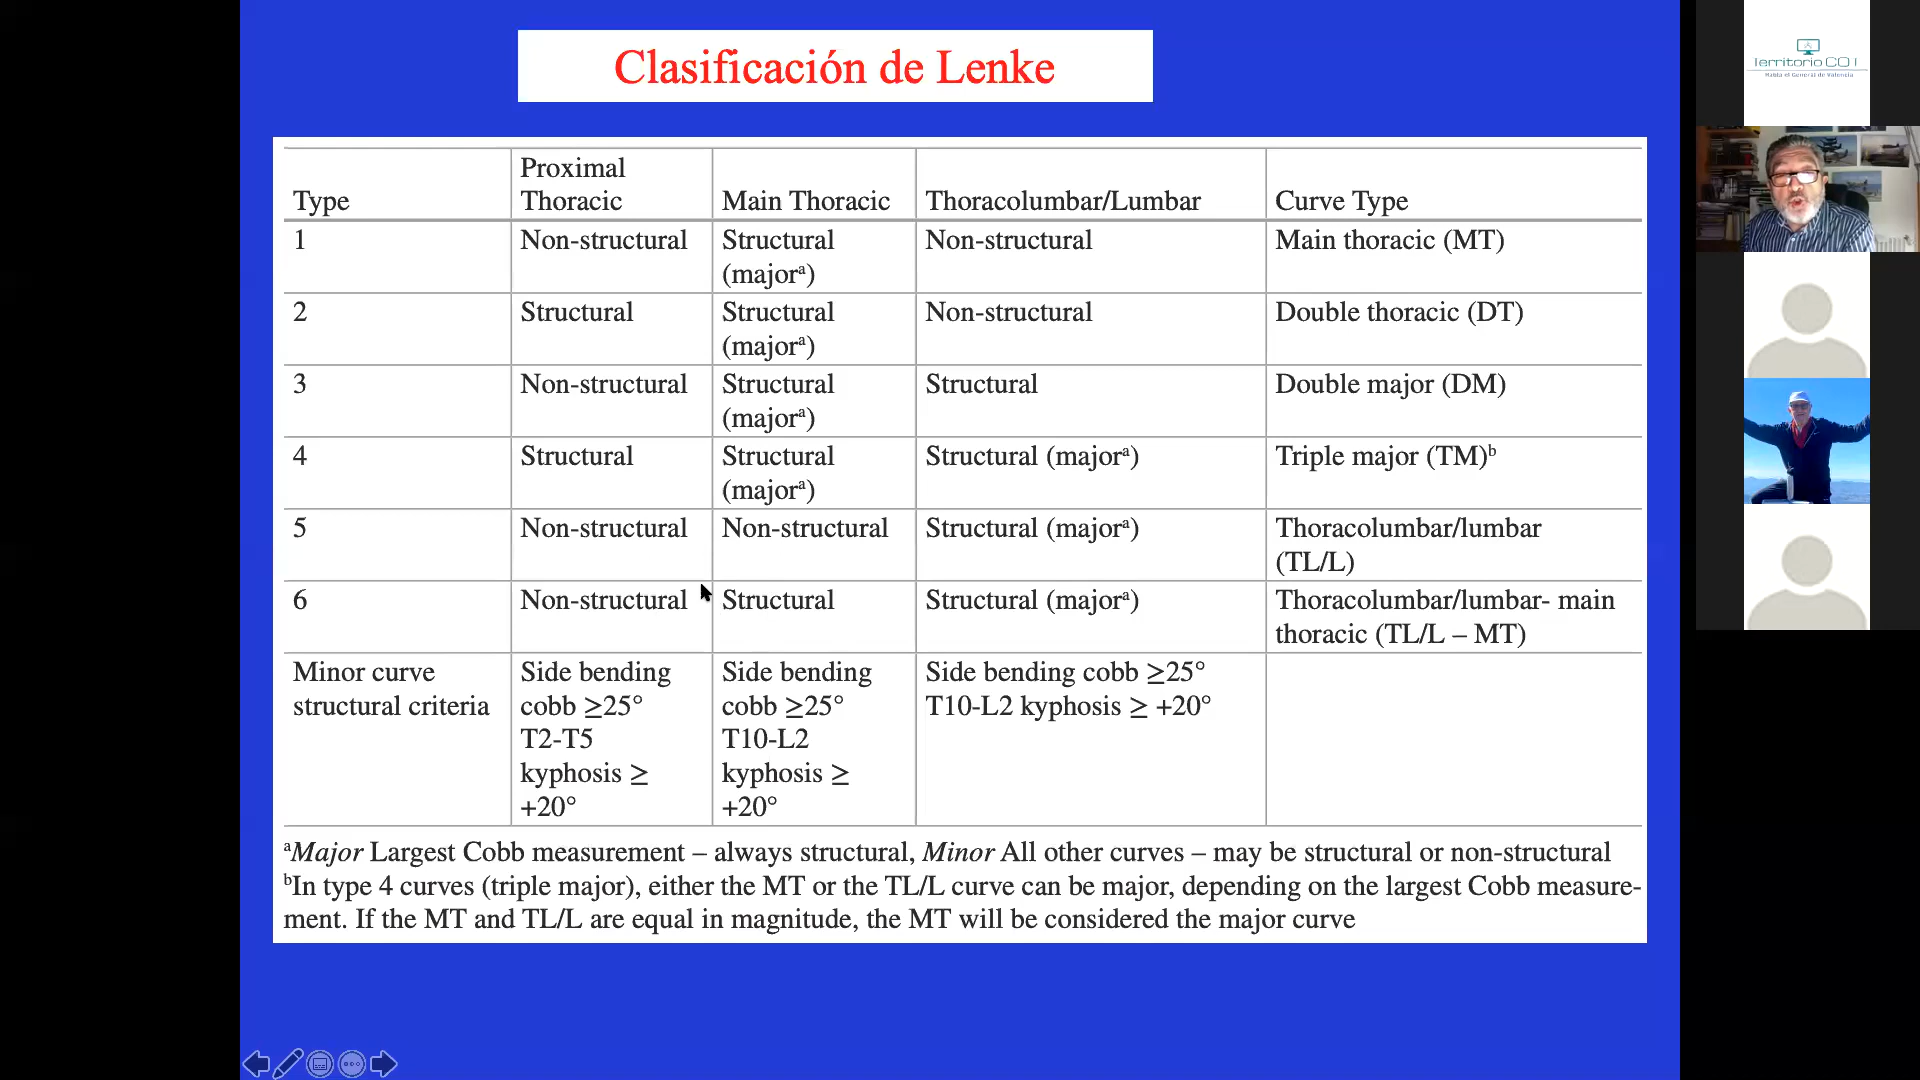 Clasificación de Lenke
Type
Proximal
Thoracic
Main Thoracic
Thoracolumbar/Lumbar
Curve Type
1
Non-structural
Structural
(majorª)
Non-structural
Main thoracic (MT)
2
Structural
Structural
(majorª)
Non-structural
Double thoracic (DT)
3
Non-structural
Structural
(majorª)
Structural
Double major (DM)
4
Structural
Structural
(majorª)
Structural (majorª)
Triple major (TM)ᵇ
5
Non-structural
Non-structural
Structural (majorª)
Thoracolumbar/lumbar
(TL/L)
6
Non-structural
Structural
Structural (majorª)
Thoracolumbar/lumbar- main
thoracic (TL/L – MT)
Minor curve
structural criteria
Side bending
cobb ≥25°
T2-T5
kyphosis ≥
+20°
Side bending
cobb ≥25°
T10-L2
kyphosis ≥
+20°
Side bending cobb ≥25°
T10-L2 kyphosis ≥ +20°
ªMajor Largest Cobb measurement – always structural, Minor All other curves – may be structural or non-structural
ᵇIn type 4 curves (triple major), either the MT or the TL/L curve can be major, depending on the largest Cobb measure-
ment. If the MT and TL/L are equal in magnitude, the MT will be considered the major curve
Territorio COT
Hospital General de Valencia